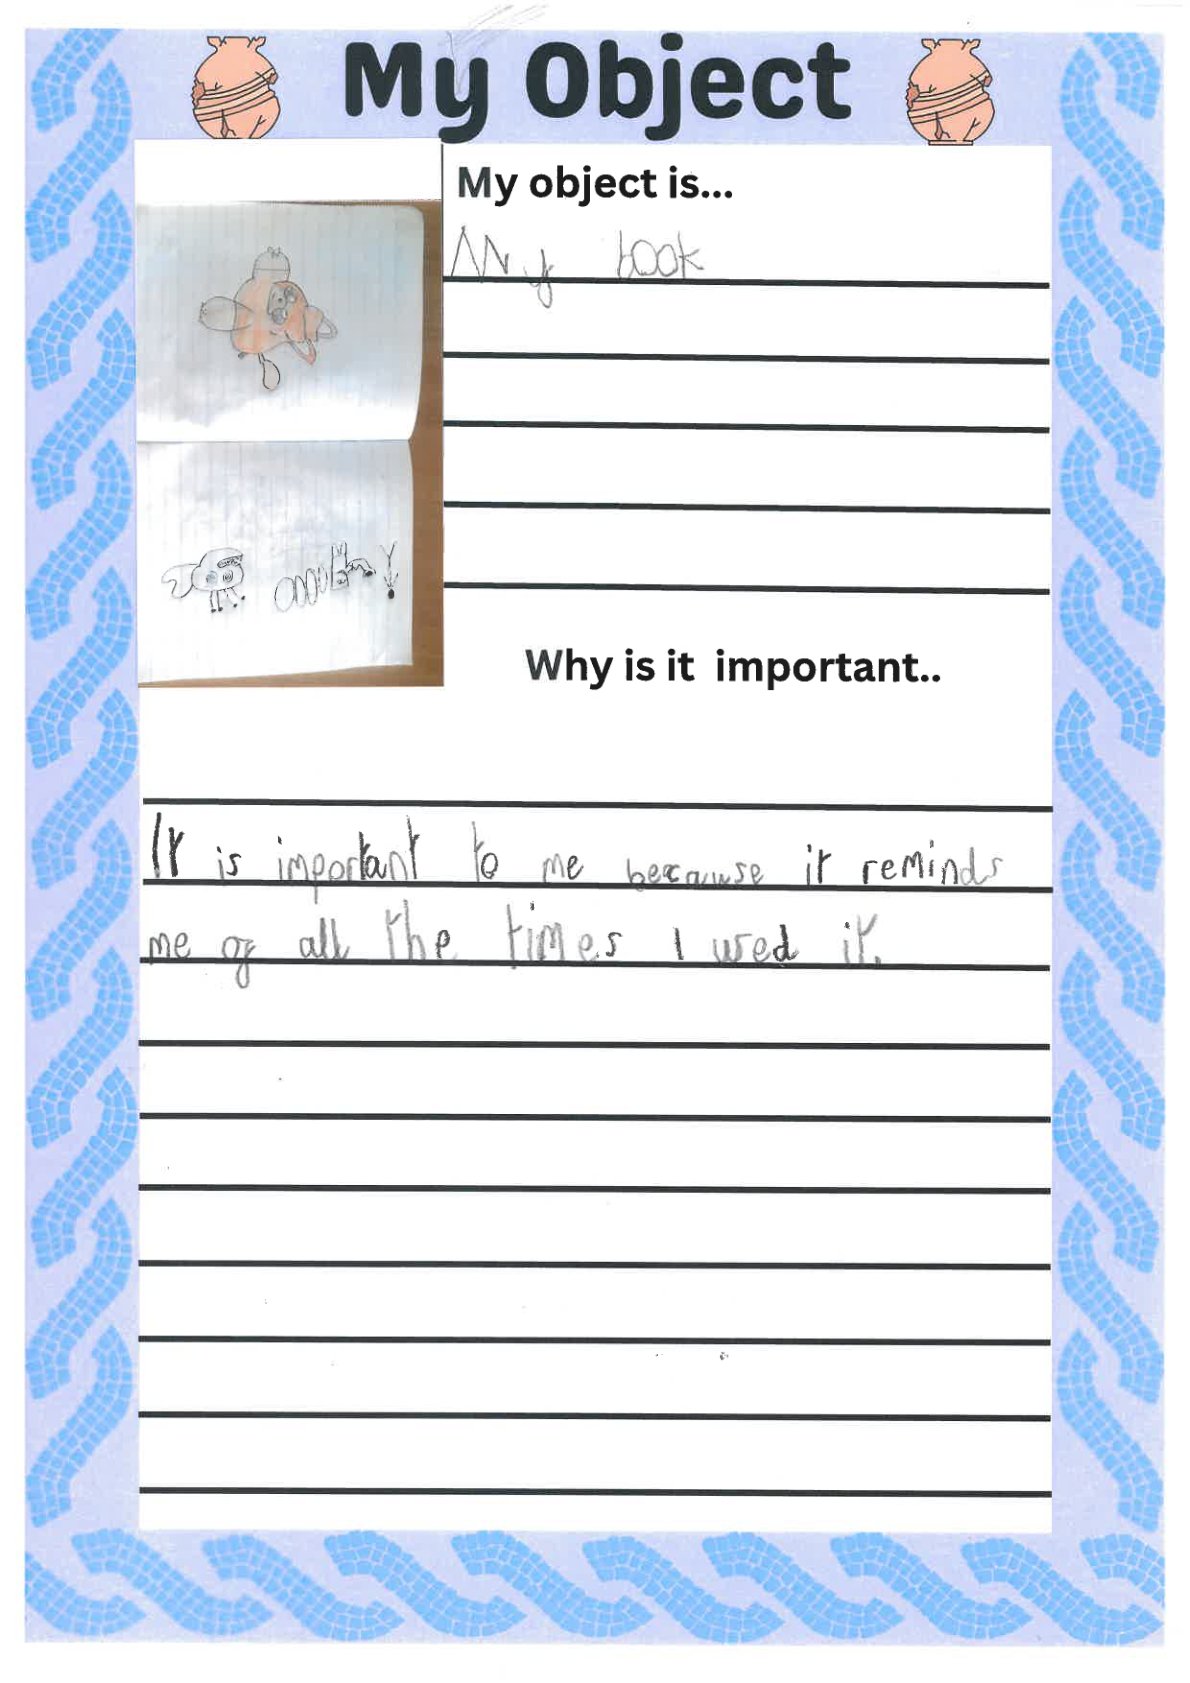 My Object
My object is...
My book
Why is it important..
It is important to me because it reminds
me of all the times I used it.